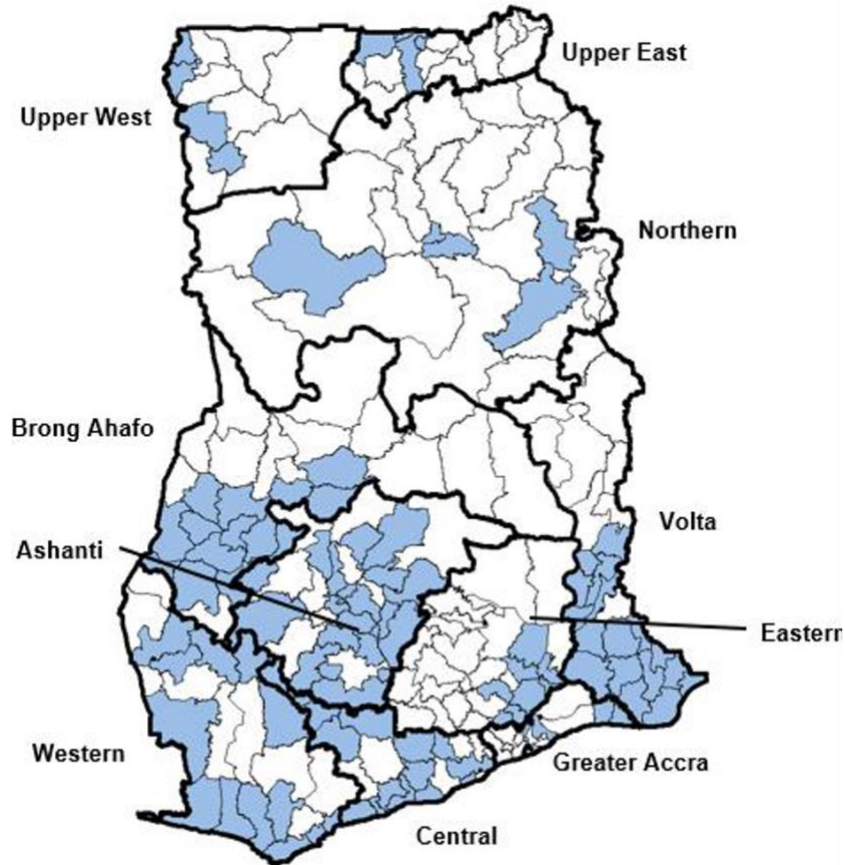 Upper East
Upper West
Northern
Brong Ahafo
Volta
Ashanti
Eastern
Western
Greater Accra
Central